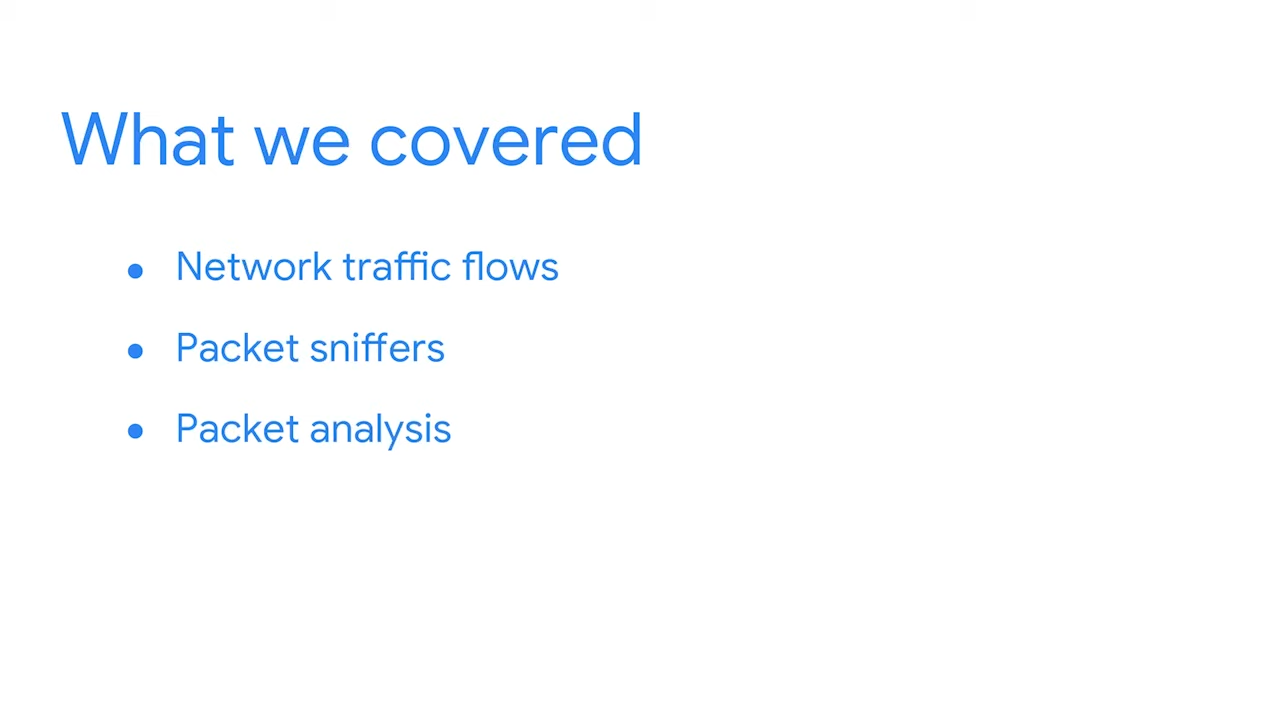 What we covered
● Network traffic flows
● Packet sniffers
● Packet analysis